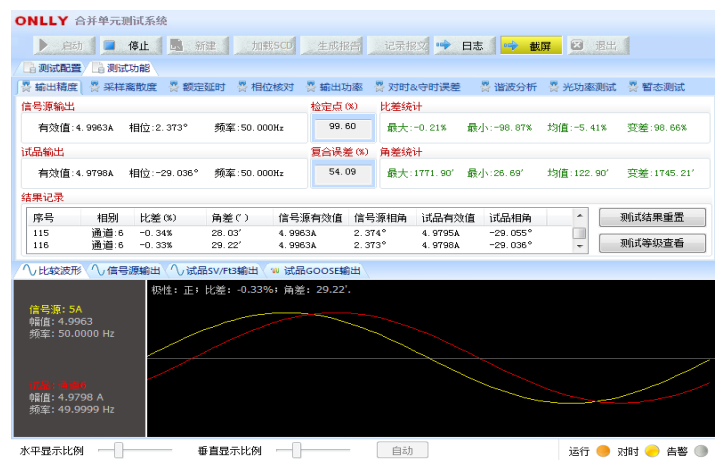 ONLLY 合并单元测试系统
启动 停止 新建 加载SCD 生成报告 记录报文 日志 截屏 退出
测试配置 测试功能
输出精度 采样离散度 额定延时 相位核对 输出功率 对时&守时误差 谐波分析 光功率测试 暂态测试
信号源输出 检定点(%) 比差统计
有效值:4.9963A 相位:2.373° 频率:50.000Hz 99.60 最大:-0.21% 最小:-98.87% 均值:-5.41% 变差:98.66%
试品输出 复合误差(%) 角差统计
有效值:4.9798A 相位:-29.036° 频率:50.000Hz 54.09 最大:1771.90′ 最小:26.69′ 均值:122.90′ 变差:1745.21′
结果记录
序号 相别 比差(%) 角差(′) 信号源有效值 信号源相角 试品有效值 试品相角 测试结果重置
115 通道:6 -0.34% 28.03′ 4.9963A 2.374° 4.9795A -29.055°
116 通道:6 -0.33% 29.22′ 4.9963A 2.373° 4.9798A -29.036° 测试等级查看
比较波形 信号源输出 试品SV/Ft3输出 试品GOOSE输出
极性: 正; 比差: -0.33%; 角差: 29.22′.
信号源: 5A
幅值: 4.9963
频率: 50.0000 Hz
试品: 通道6
幅值: 4.9798 A
频率: 49.9999 Hz
水平显示比例 垂直显示比例 自动 运行 对时 告警